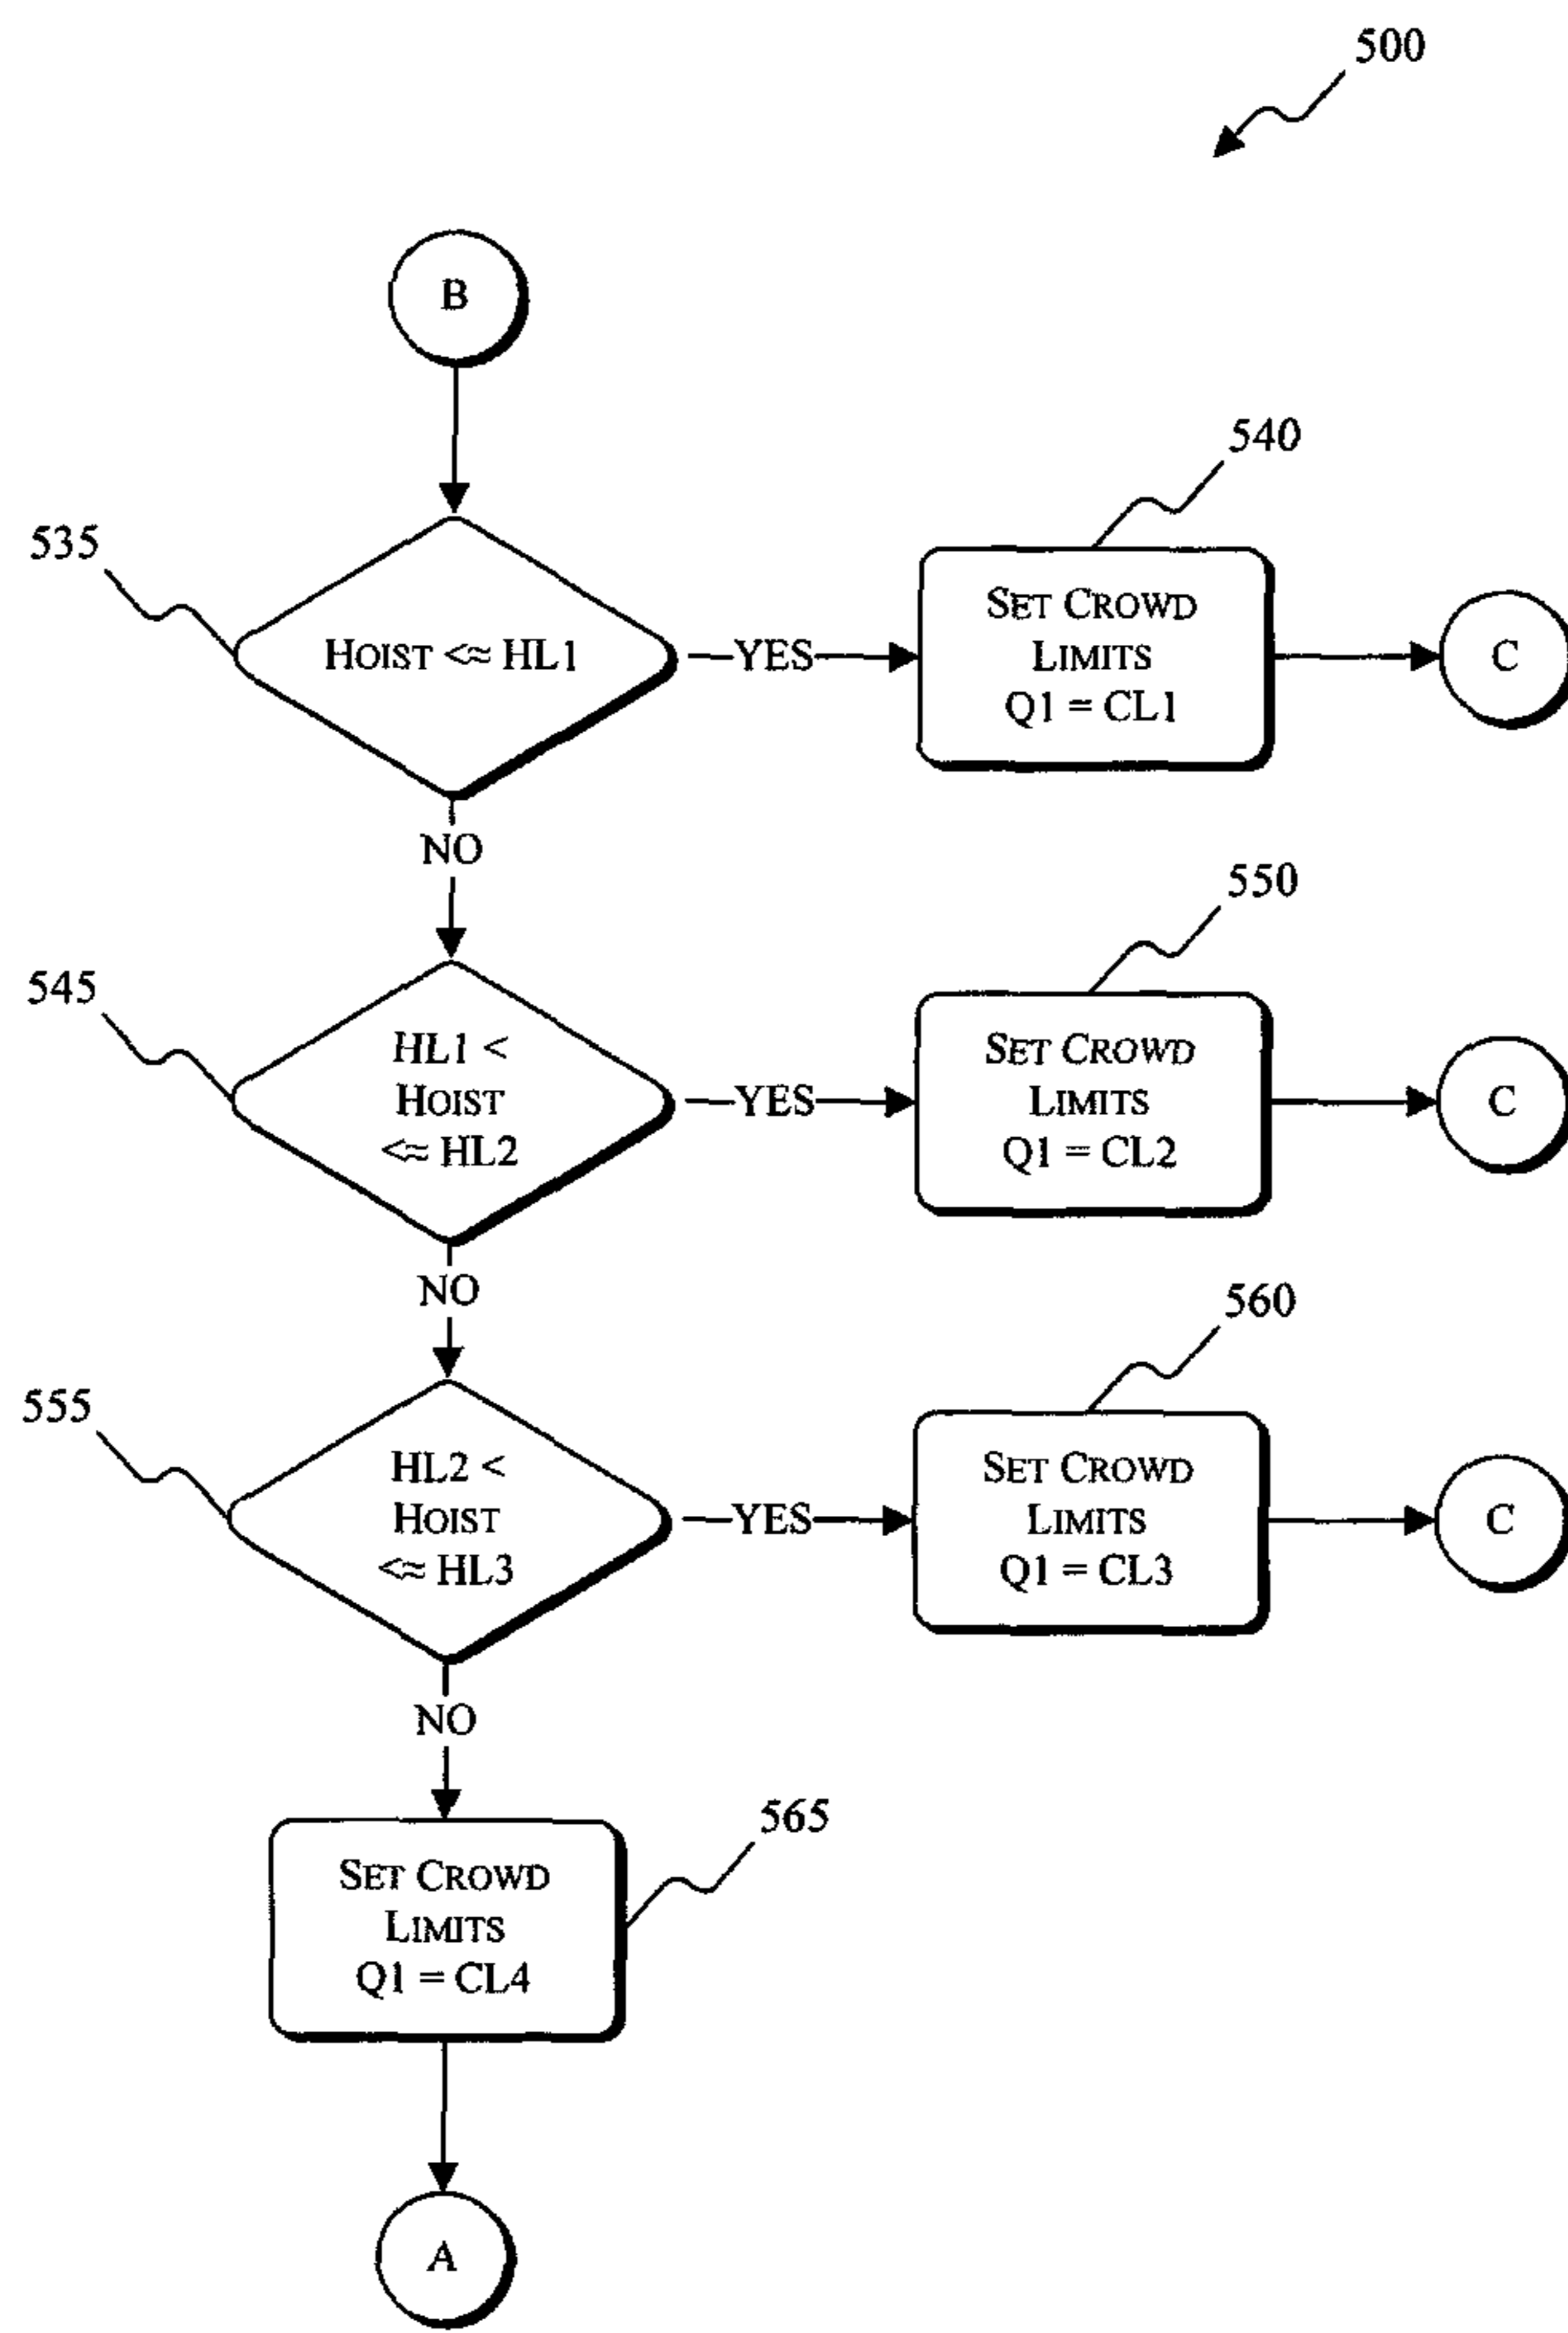 500
B
540
535
HOIST <≈ HL1
YES
SET CROWD
LIMITS
Q1 = CL1
C
NO
550
545
HL1 <
HOIST
<≈ HL2
YES
SET CROWD
LIMITS
Q1 = CL2
C
NO
560
555
HL2 <
HOIST
<≈ HL3
YES
SET CROWD
LIMITS
Q1 = CL3
C
NO
565
SET CROWD
LIMITS
Q1 = CL4
A